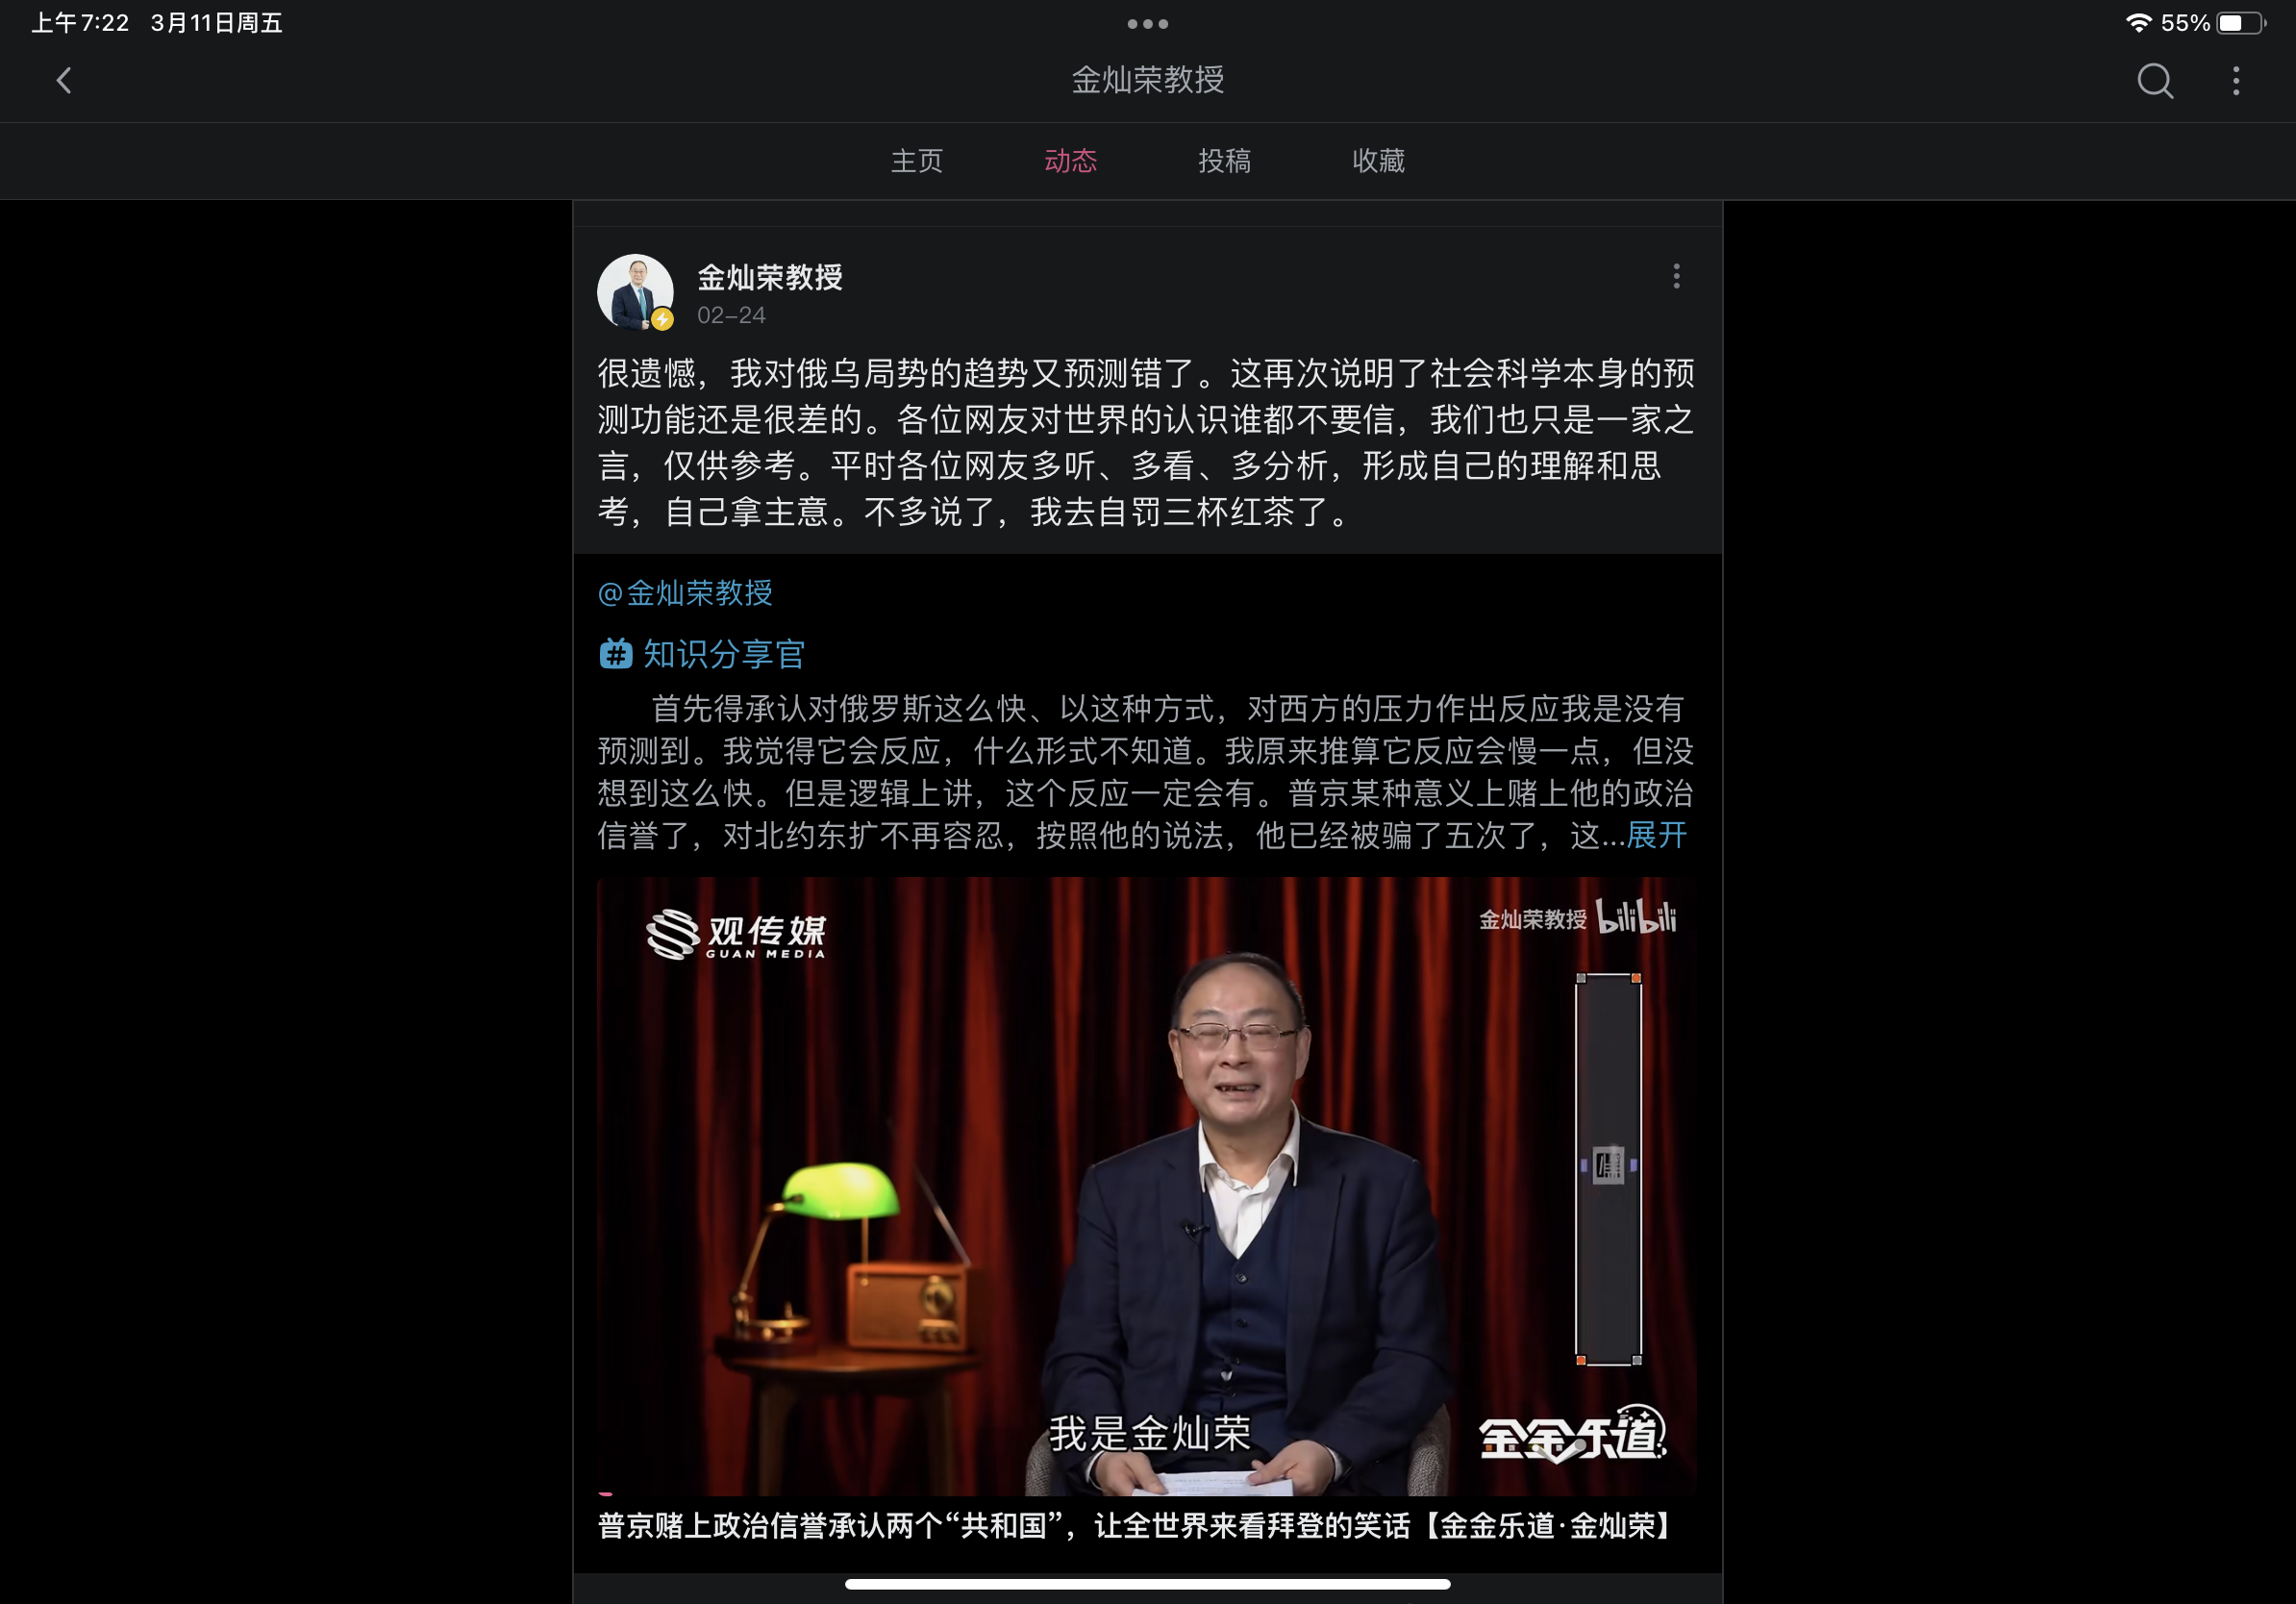 上午7:22 3月11日周五
55%
金灿荣教授
主页 动态 投稿 收藏
金灿荣教授
02-24
很遗憾，我对俄乌局势的趋势又预测错了。这再次说明了社会科学本身的预
测功能还是很差的。各位网友对世界的认识谁都不要信，我们也只是一家之
言，仅供参考。平时各位网友多听、多看、多分析，形成自己的理解和思
考，自己拿主意。不多说了，我去自罚三杯红茶了。
@金灿荣教授
# 知识分享官
首先得承认对俄罗斯这么快、以这种方式，对西方的压力作出反应我是没有
预测到。我觉得它会反应，什么形式不知道。我原来推算它反应会慢一点，但没
想到这么快。但是逻辑上讲，这个反应一定会有。普京某种意义上赌上他的政治
信誉了，对北约东扩不再容忍，按照他的说法，他已经被骗了五次了，这...展开
观传媒
GUAN MEDIA
金灿荣教授 bilibili
我是金灿荣
金金乐道
普京赌上政治信誉承认两个“共和国”，让全世界来看拜登的笑话【金金乐道·金灿荣】